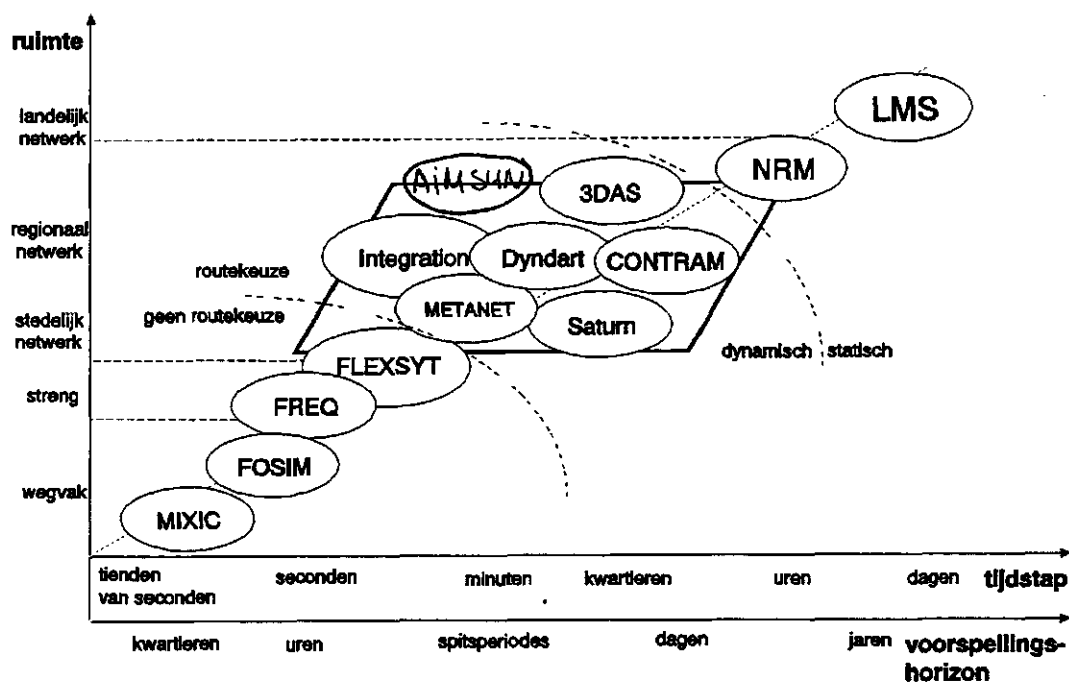 ruimte
landelijk
netwerk
LMS
NRM
AiMSUN
3DAS
regionaal
netwerk
Integration
Dyndart
CONTRAM
routekeuze
METANET
geen routekeuze
Saturn
stedelijk
netwerk
dynamisch
statisch
FLEXSYT
streng
FREQ
FOSIM
wegvak
MIXIC
tienden
van seconden
seconden
minuten
kwartieren
uren
dagen
tijdstap
kwartieren
uren
spitsperiodes
dagen
jaren
voorspellings-
horizon